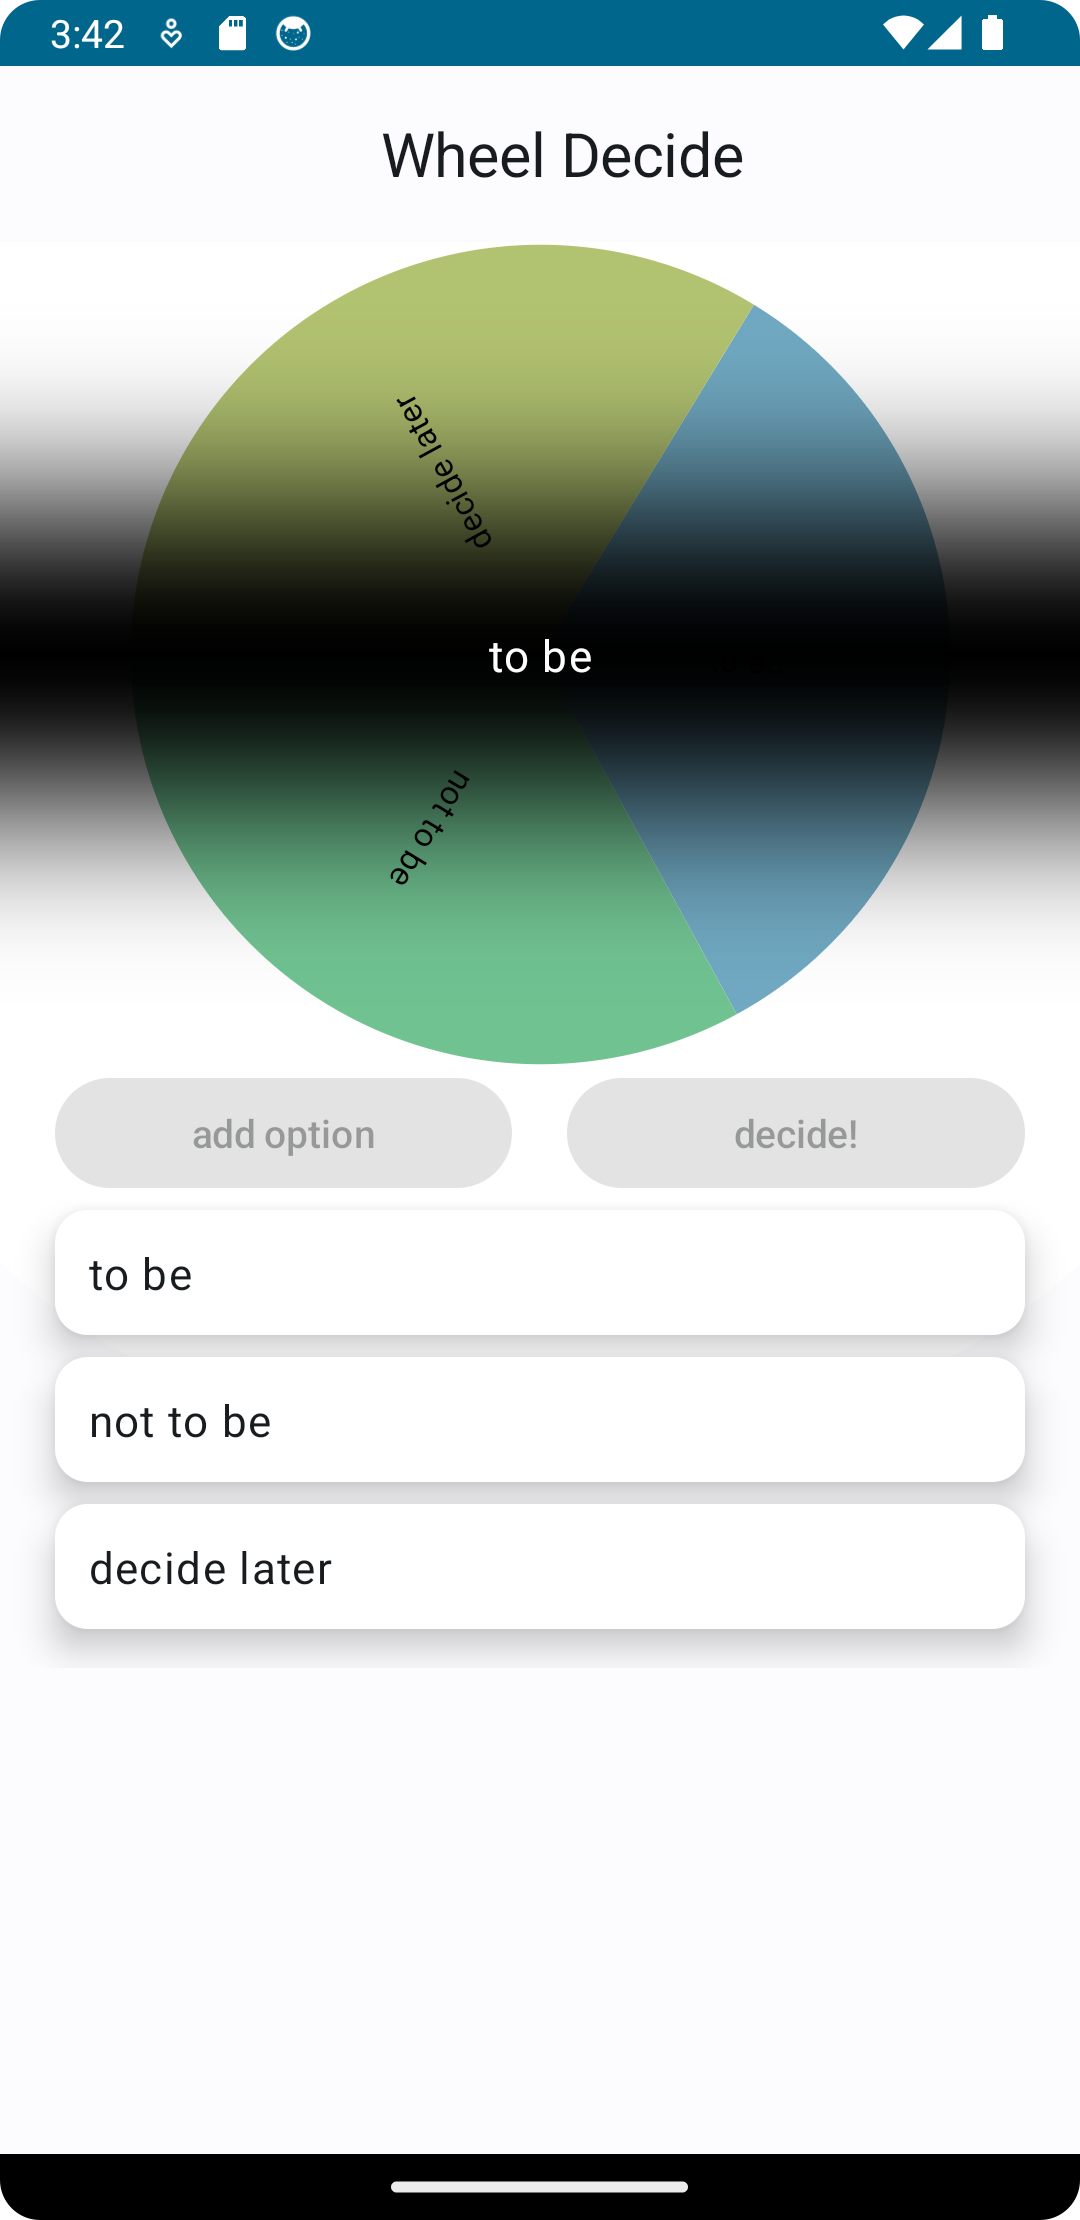 3:42
Wheel Decide
decide later
to be
not to be
add option
decide!
to be
not to be
decide later